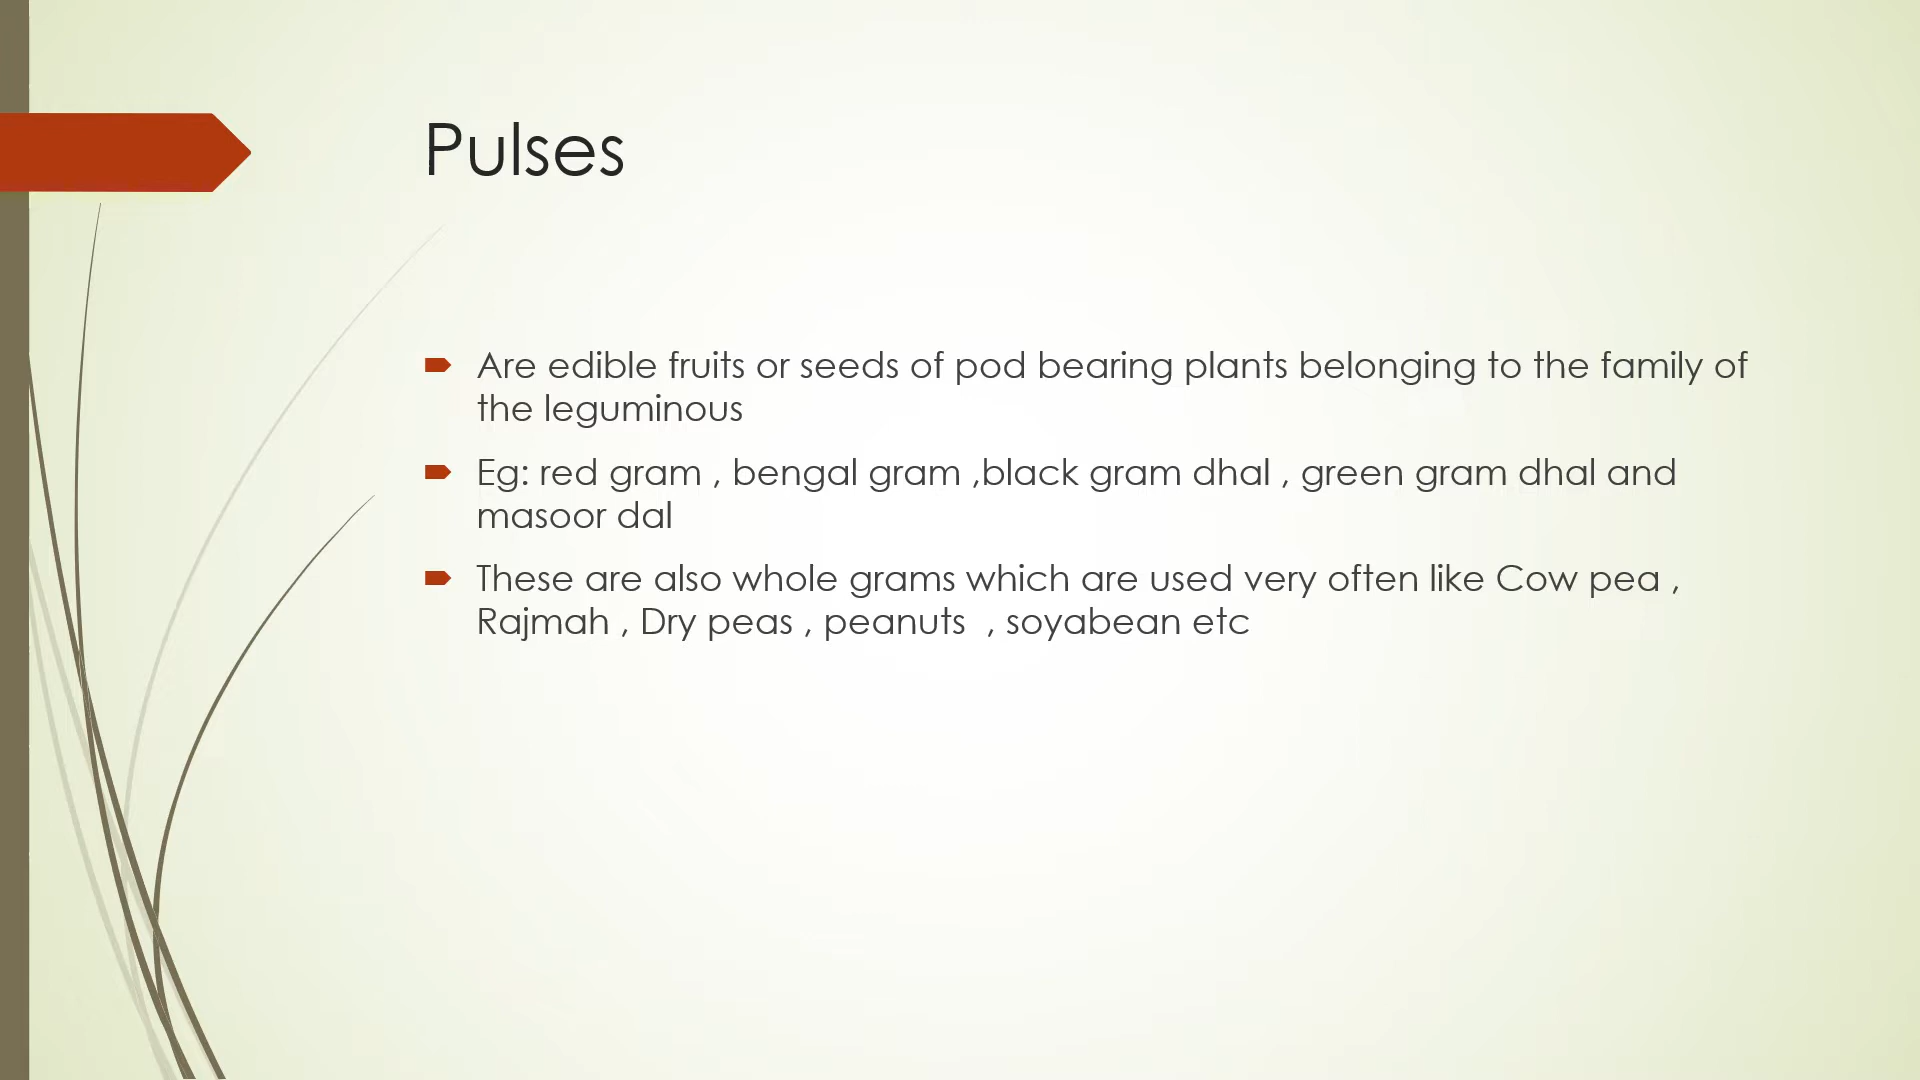 Pulses
Are edible fruits or seeds of pod bearing plants belonging to the family of
the leguminous
Eg: red gram , bengal gram ,black gram dhal , green gram dhal and
masoor dal
These are also whole grams which are used very often like Cow pea ,
Rajmah , Dry peas , peanuts  , soyabean etc